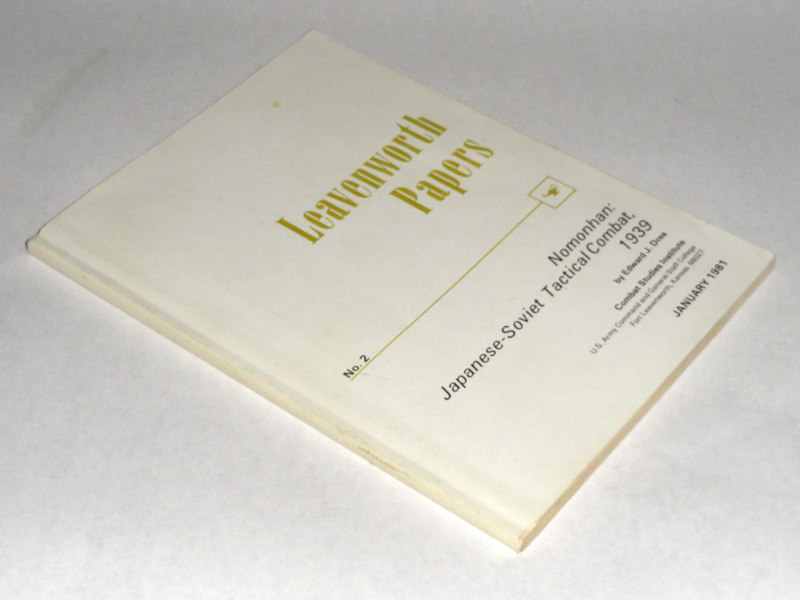 Leavenworth
Papers
No. 2
Nomonhan:
Japanese-Soviet Tactical Combat,
1939
by Edward J. Drea
Combat Studies Institute
U.S. Army Command and General Staff College
Fort Leavenworth, Kansas 66027
JANUARY 1981